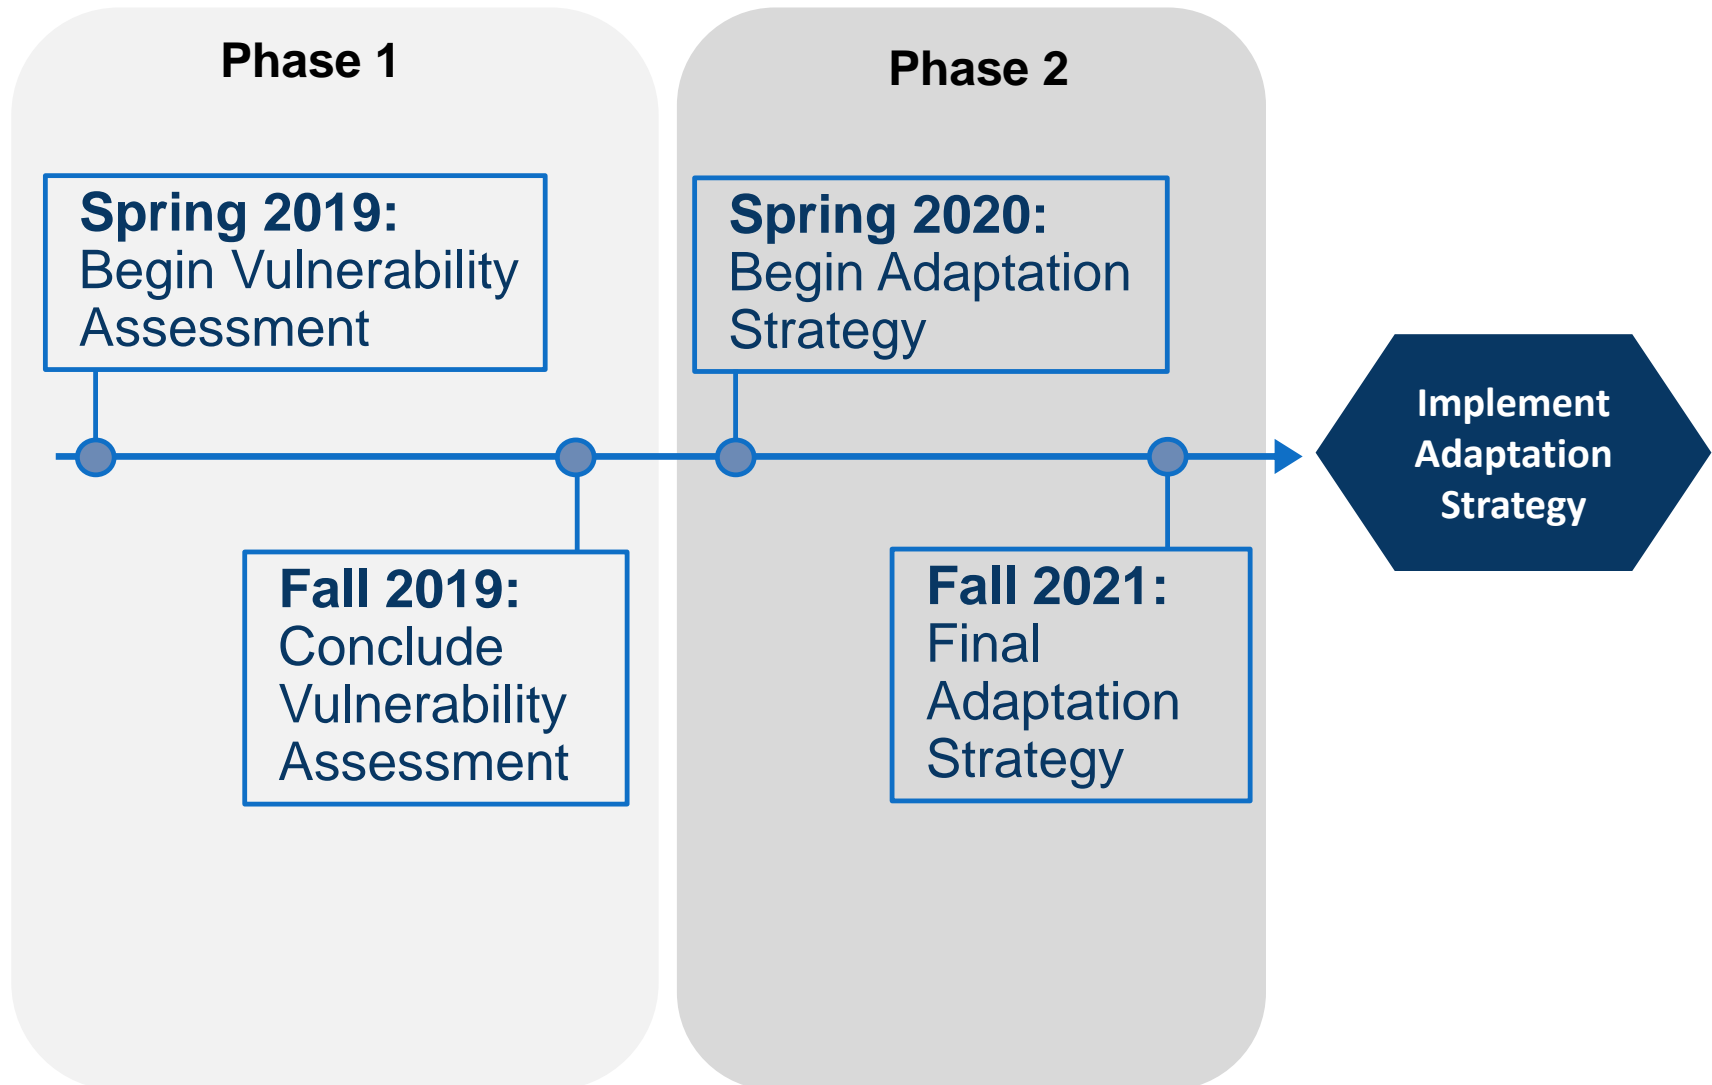 Phase 1
Spring 2019:
Begin Vulnerability
Assessment
Fall 2019:
Conclude
Vulnerability
Assessment
Phase 2
Spring 2020:
Begin Adaptation
Strategy
Fall 2021:
Final
Adaptation
Strategy
Implement
Adaptation
Strategy